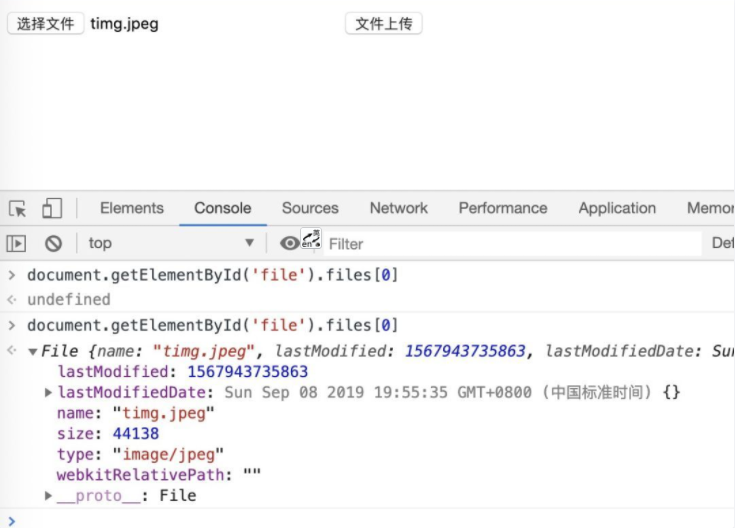 选择文件 timg.jpeg 文件上传
Elements Console Sources Network Performance Application Memor
top Filter Def
> document.getElementById('file').files[0]
undefined
> document.getElementById('file').files[0]
File {name: "timg.jpeg", lastModified: 1567943735863, lastModifiedDate: Sun
lastModified: 1567943735863
lastModifiedDate: Sun Sep 08 2019 19:55:35 GMT+0800 (中国标准时间) {}
name: "timg.jpeg"
size: 44138
type: "image/jpeg"
webkitRelativePath: ""
__proto__: File
>